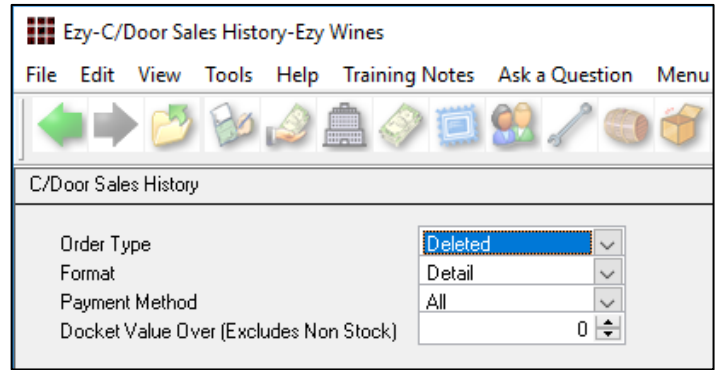 Ezy-C/Door Sales History-Ezy Wines
File Edit View Tools Help Training Notes Ask a Question Menu
C/Door Sales History
Order Type Deleted
Format Detail
Payment Method All
Docket Value Over (Excludes Non Stock) 0